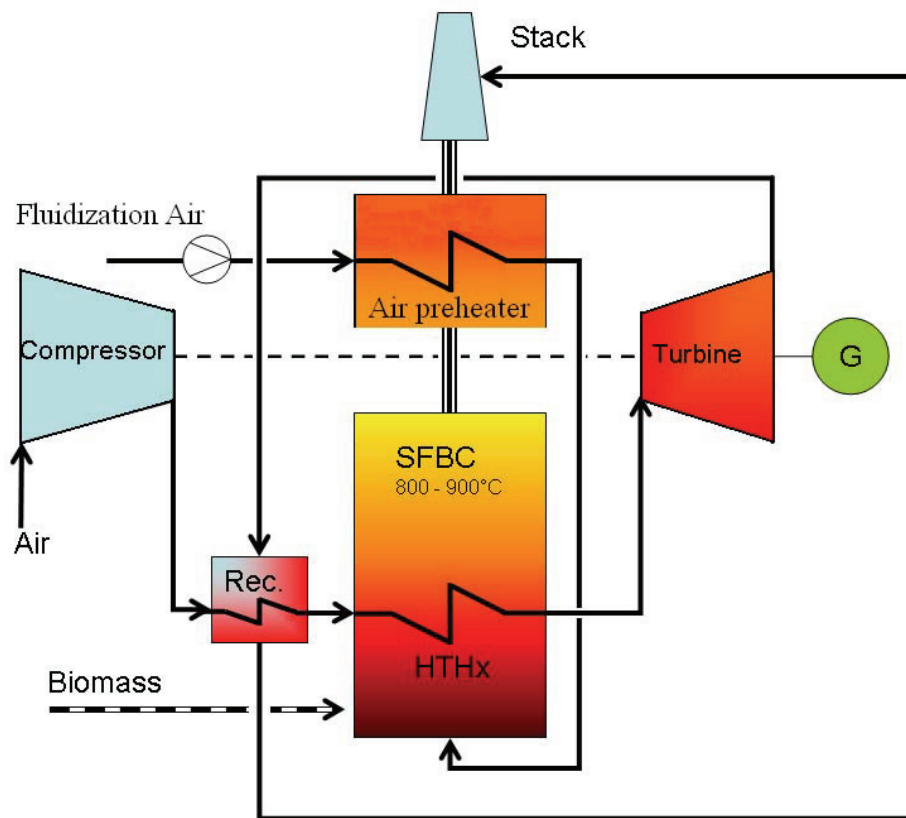 Stack
Fluidization Air
Air preheater
Compressor
Turbine
G
SFBC
800 - 900°C
Air
Rec.
HTHx
Biomass